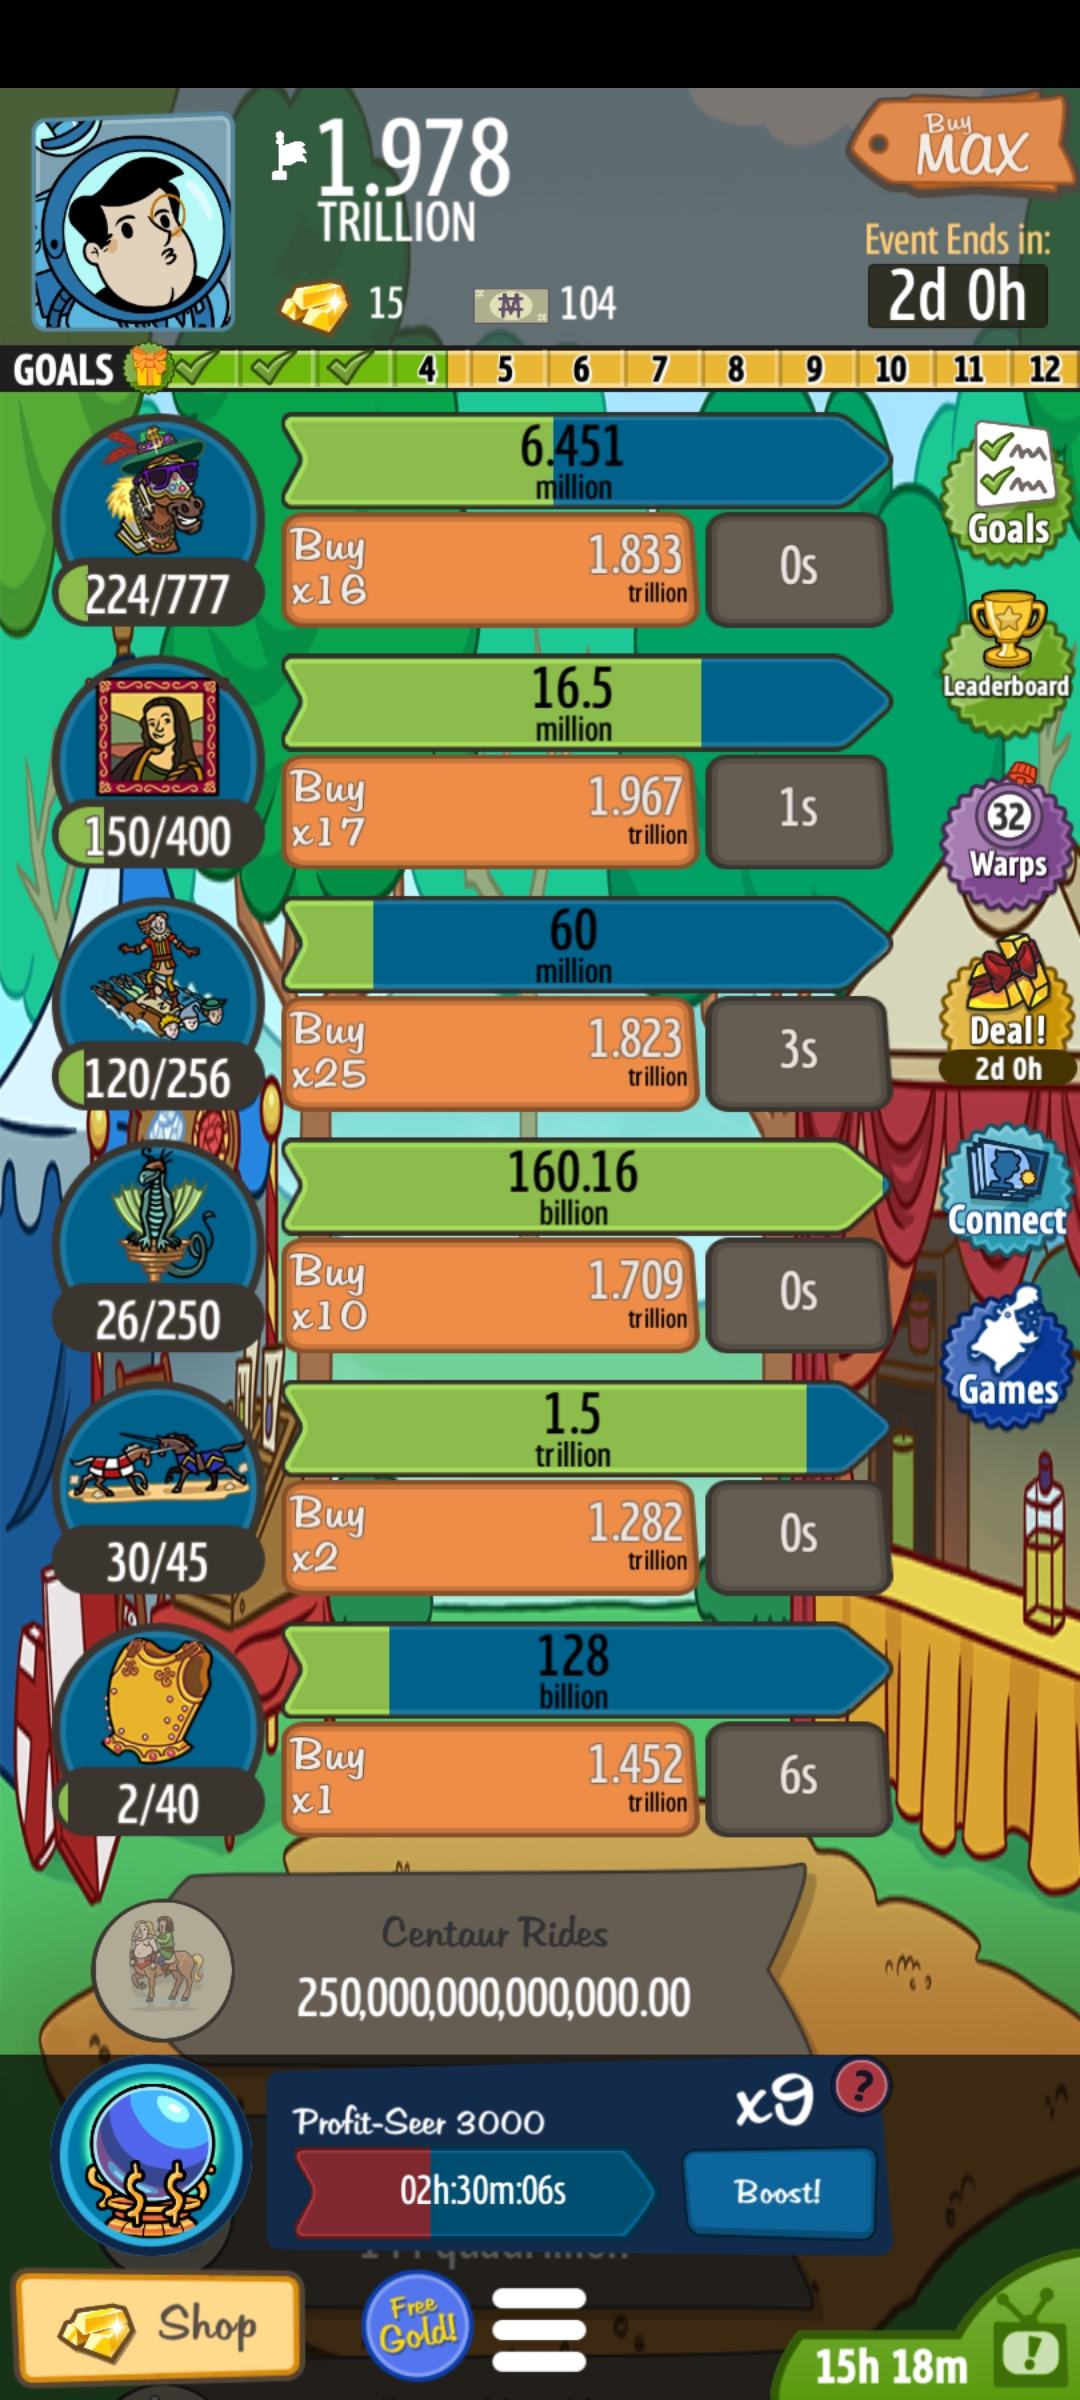 1.978
TRILLION
Buy
MAX
Event Ends in:
2d 0h
15
104
GOALS 4 5 6 7 8 9 10 11 12
6.451
million
Buy
x16
1.833
trillion
0s
224/777
Goals
16.5
million
Buy
x17
1.967
trillion
1s
150/400
Leaderboard
32
Warps
60
million
Buy
x25
1.823
trillion
3s
120/256
Deal!
2d 0h
160.16
billion
Buy
x10
1.709
trillion
0s
26/250
Connect
1.5
trillion
Buy
x2
1.282
trillion
0s
30/45
Games
128
billion
Buy
x1
1.452
trillion
6s
2/40
Centaur Rides
250,000,000,000,000.00
Profit-Seer 3000
x9
?
02h:30m:06s
Boost!
Shop
Free
Gold!
15h 18m
!